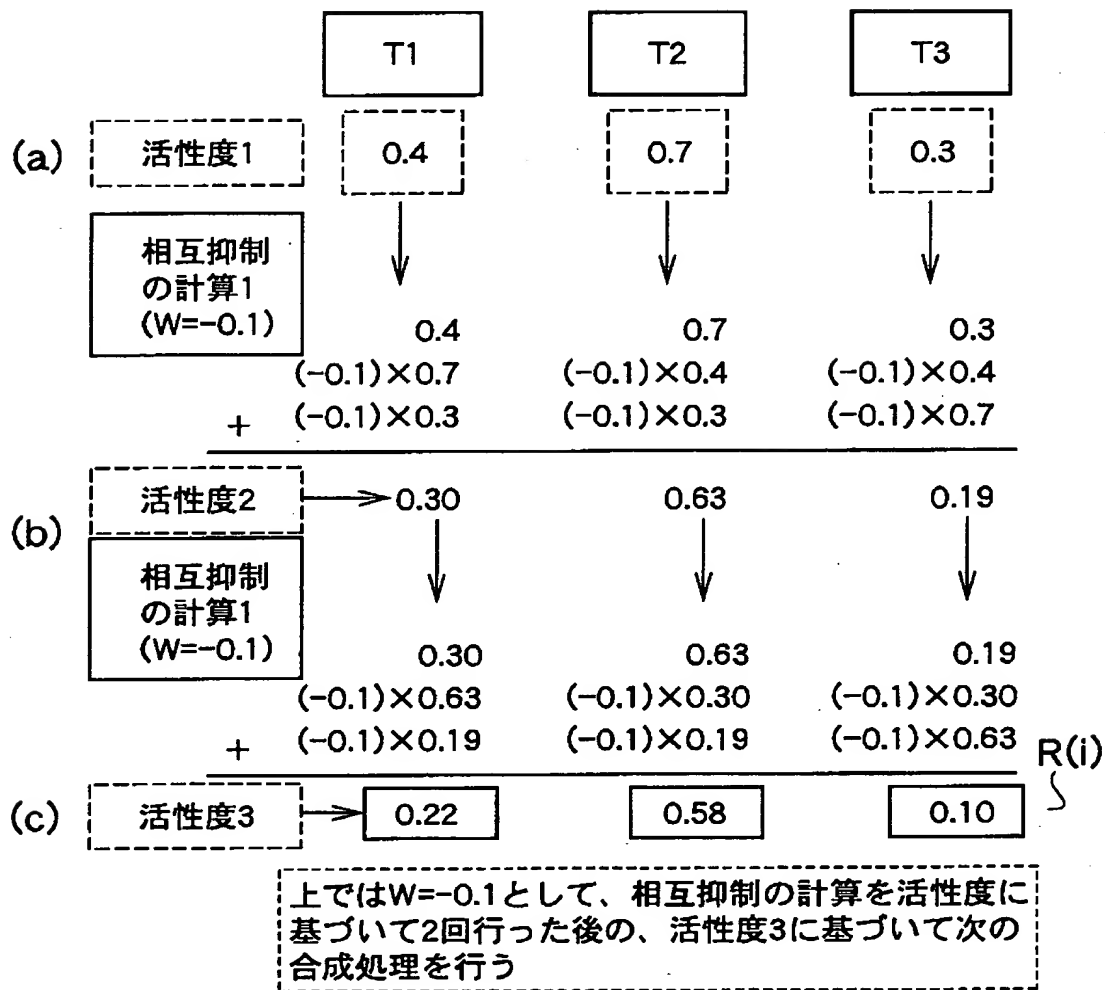 T1 T2 T3
(a) 活性度1 0.4 0.7 0.3
相互抑制
の計算1
(W=-0.1)
0.4 0.7 0.3
(-0.1)×0.7 (-0.1)×0.4 (-0.1)×0.4
+ (-0.1)×0.3 (-0.1)×0.3 (-0.1)×0.7
(b)
活性度2 0.30 0.63 0.19
相互抑制
の計算1
(W=-0.1)
0.30 0.63 0.19
(-0.1)×0.63 (-0.1)×0.30 (-0.1)×0.30
+ (-0.1)×0.19 (-0.1)×0.19 (-0.1)×0.63
R(i)
(c) 活性度3 0.22 0.58 0.10
上ではW=-0.1として、相互抑制の計算を活性度に
基づいて2回行った後の、活性度3に基づいて次の
合成処理を行う